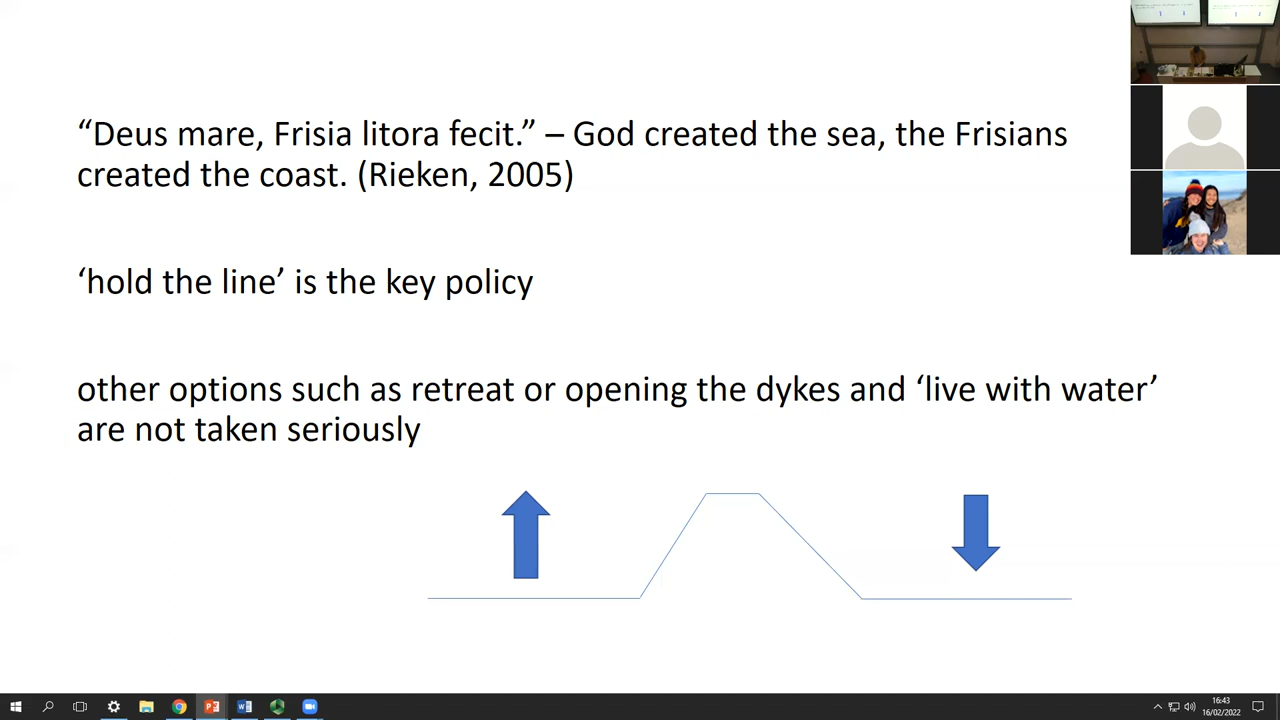 “Deus mare, Frisia litora fecit.” – God created the sea, the Frisians
created the coast. (Rieken, 2005)
‘hold the line’ is the key policy
other options such as retreat or opening the dykes and ‘live with water’
are not taken seriously
16:43
16/02/2022